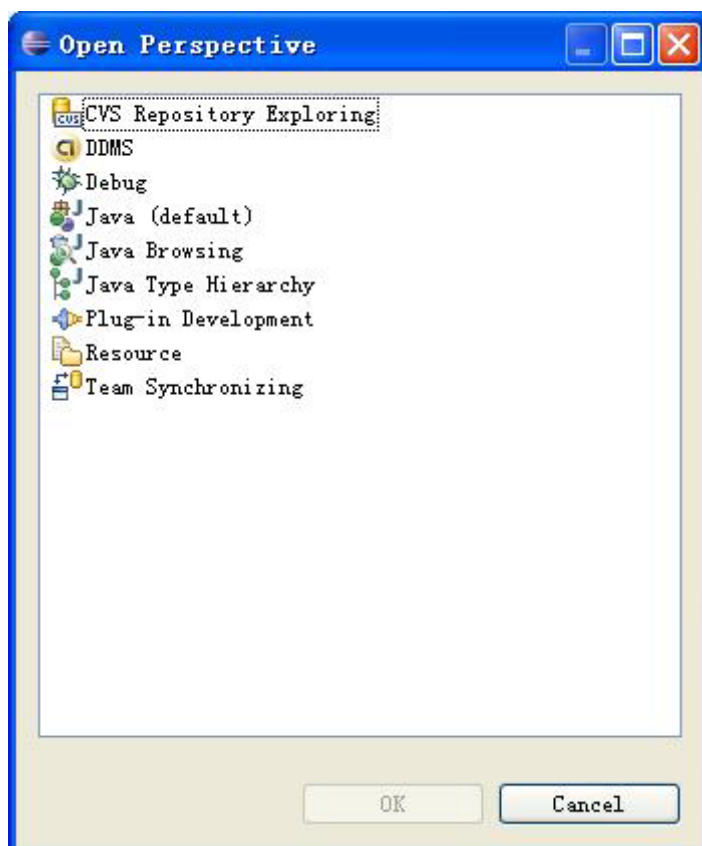 Open Perspective
CVS Repository Exploring
DDMS
Debug
Java (default)
Java Browsing
Java Type Hierarchy
Plug-in Development
Resource
Team Synchronizing
OK
Cancel